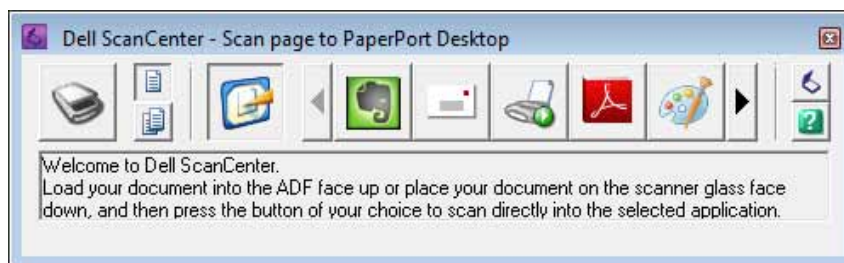 Dell ScanCenter - Scan page to PaperPort Desktop
Welcome to Dell ScanCenter.
Load your document into the ADF face up or place your document on the scanner glass face
down, and then press the button of your choice to scan directly into the selected application.